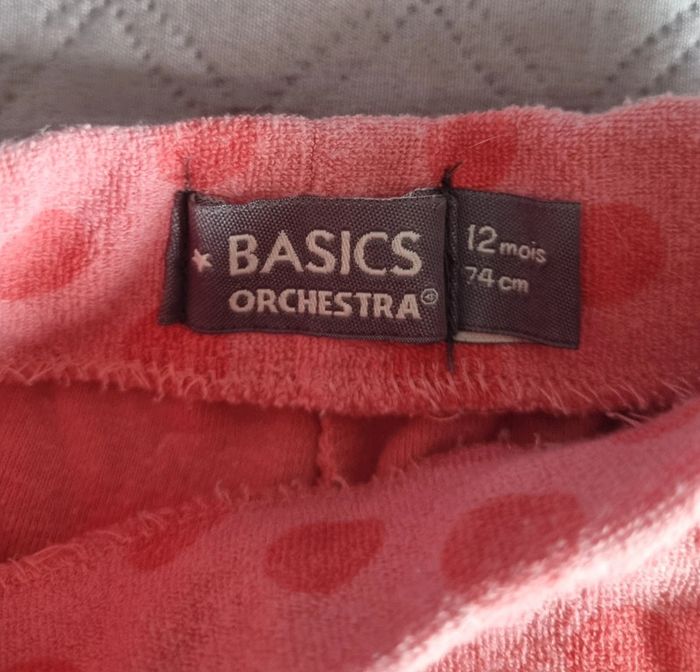 BASICS
ORCHESTRA
12 mois
74 cm